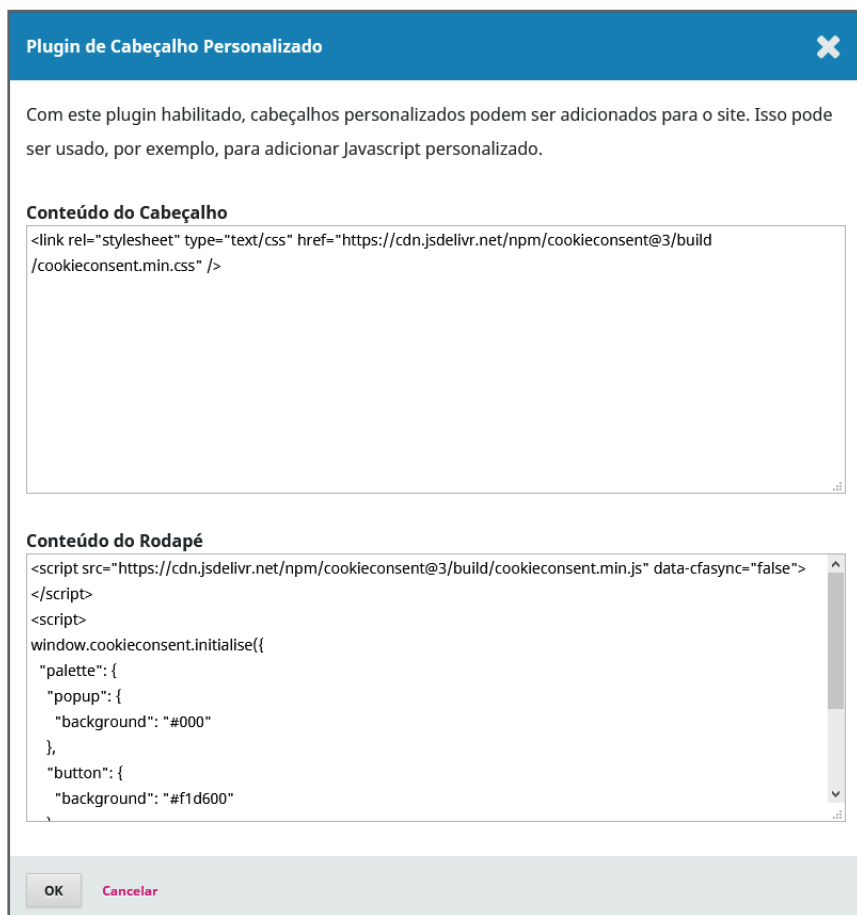 Plugin de Cabeçalho Personalizado
Com este plugin habilitado, cabeçalhos personalizados podem ser adicionados para o site. Isso pode
ser usado, por exemplo, para adicionar Javascript personalizado.
Conteúdo do Cabeçalho
<link rel="stylesheet" type="text/css" href="https://cdn.jsdelivr.net/npm/cookieconsent@3/build
/cookieconsent.min.css" />
Conteúdo do Rodapé
<script src="https://cdn.jsdelivr.net/npm/cookieconsent@3/build/cookieconsent.min.js" data-cfasync="false">
</script>
<script>
window.cookieconsent.initialise({
  "palette": {
    "popup": {
      "background": "#000"
    },
    "button": {
      "background": "#f1d600"
    }
OK
Cancelar